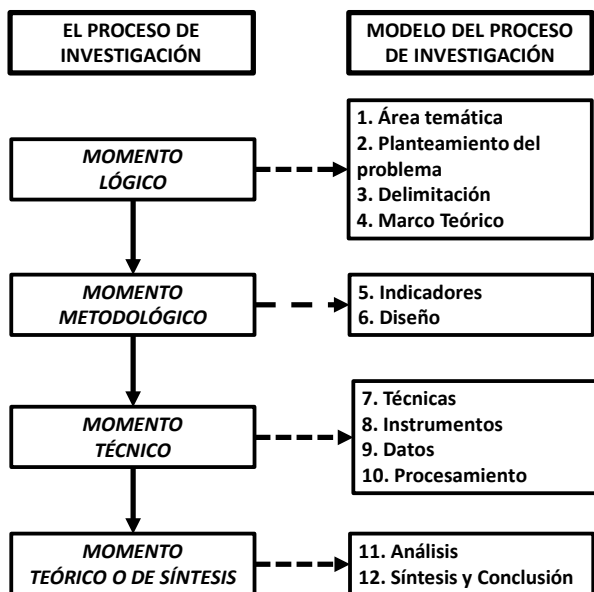 EL PROCESO DE
INVESTIGACIÓN
MODELO DEL PROCESO
DE INVESTIGACIÓN
MOMENTO
LÓGICO
1. Área temática
2. Planteamiento del
problema
3. Delimitación
4. Marco Teórico
MOMENTO
METODOLÓGICO
5. Indicadores
6. Diseño
MOMENTO
TÉCNICO
7. Técnicas
8. Instrumentos
9. Datos
10. Procesamiento
MOMENTO
TEÓRICO O DE SÍNTESIS
11. Análisis
12. Síntesis y Conclusión